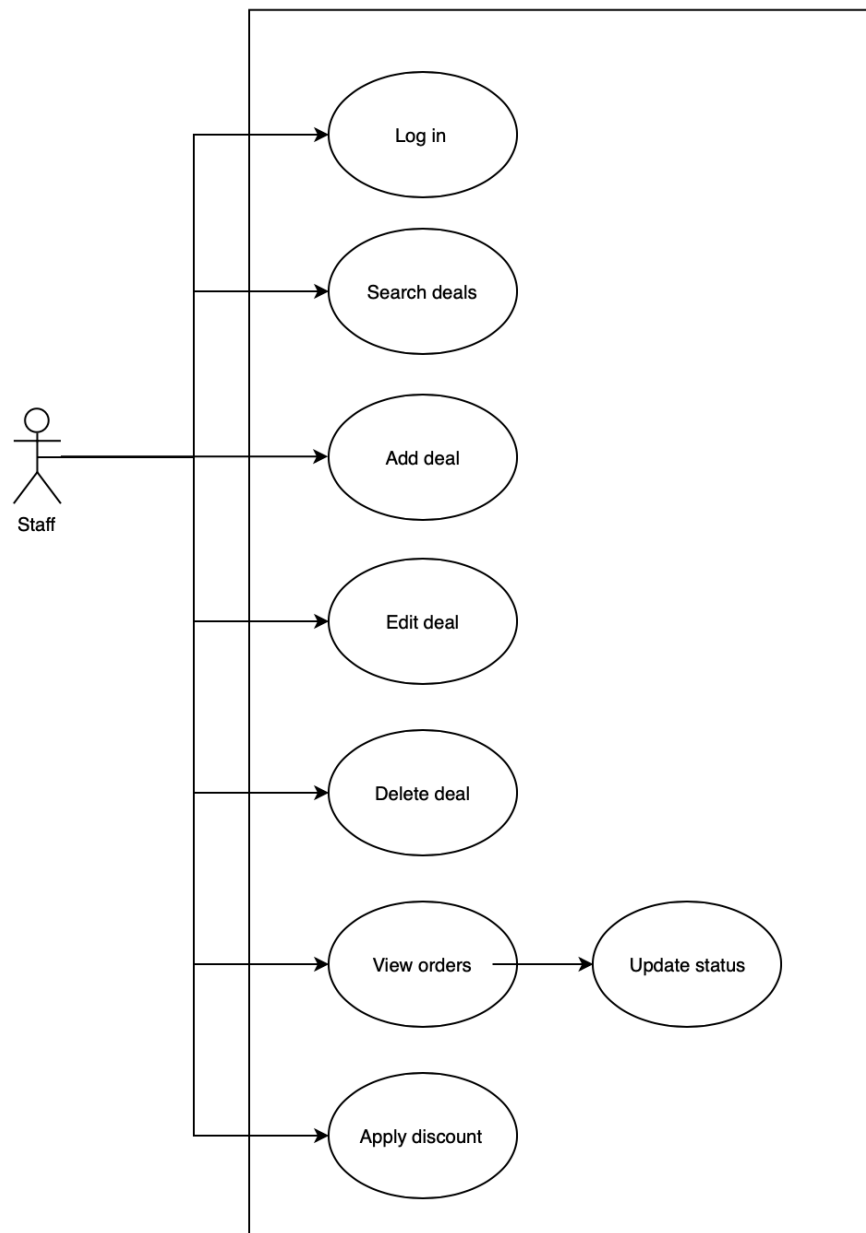 Log in
Search deals
Add deal
Staff
Edit deal
Delete deal
View orders
Update status
Apply discount